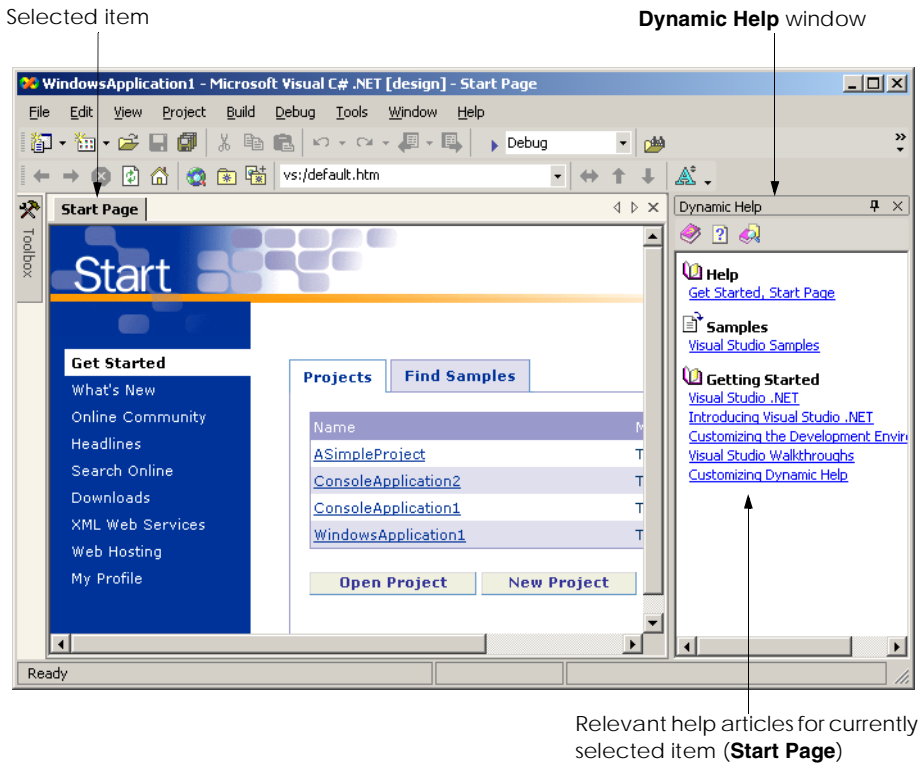 Selected item
Dynamic Help window
WindowsApplication1 - Microsoft Visual C# .NET [design] - Start Page
File Edit View Project Build Debug Tools Window Help
Debug
vs:/default.htm
Toolbox
Start Page
Dynamic Help
Start
Get Started
What's New
Online Community
Headlines
Search Online
Downloads
XML Web Services
Web Hosting
My Profile
Projects
Find Samples
Name M
ASimpleProject T
ConsoleApplication2 T
ConsoleApplication1 T
WindowsApplication1 T
Open Project
New Project
Help
Get Started, Start Page
Samples
Visual Studio Samples
Getting Started
Visual Studio .NET
Introducing Visual Studio .NET
Customizing the Development Enviro
Visual Studio Walkthroughs
Customizing Dynamic Help
Ready
Relevant help articles for currently
selected item (Start Page)